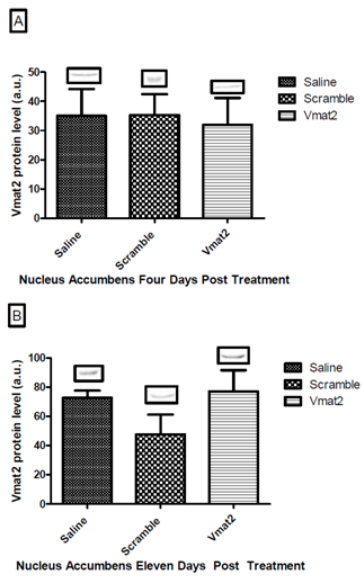 A
Vmat2 protein level (a.u.)
50
40
30
20
10
0
Saline
Scramble
Vmat2
Saline
Scramble
Vmat2
Nucleus Accumbens Four Days Post Treatment
B
Vmat2 protein level (a.u.)
100
80
60
40
20
0
Saline
Scramble
Vmat2
Saline
Scramble
Vmat2
Nucleus Accumbens Eleven Days Post Treatment